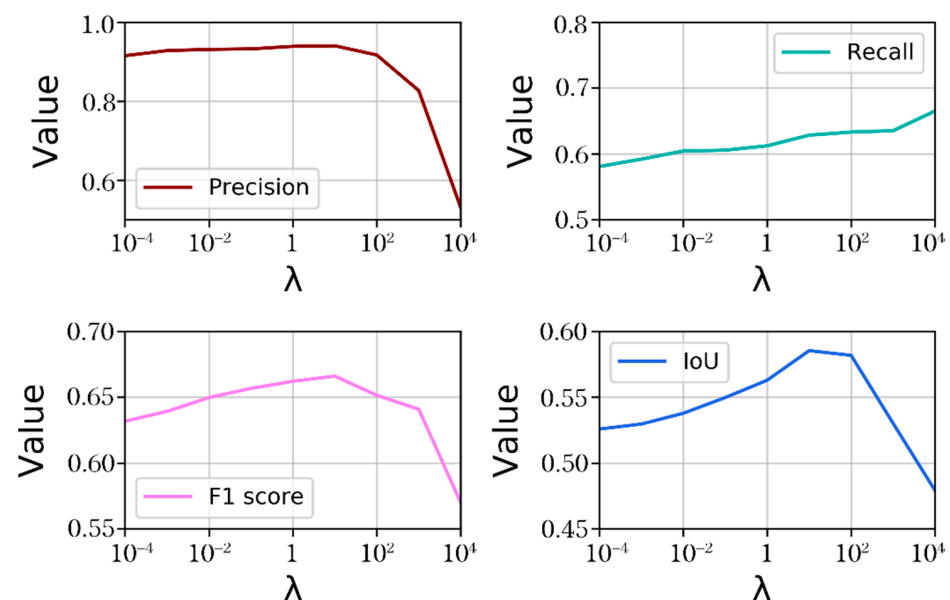 1.0
0.8
0.6
Value
Precision
10⁻⁴ 10⁻² 1 10² 10⁴
λ
0.8
0.7
0.6
0.5
Value
Recall
10⁻⁴ 10⁻² 1 10² 10⁴
λ
0.70
0.65
0.60
0.55
Value
F1 score
10⁻⁴ 10⁻² 1 10² 10⁴
λ
0.60
0.55
0.50
0.45
Value
IoU
10⁻⁴ 10⁻² 1 10² 10⁴
λ